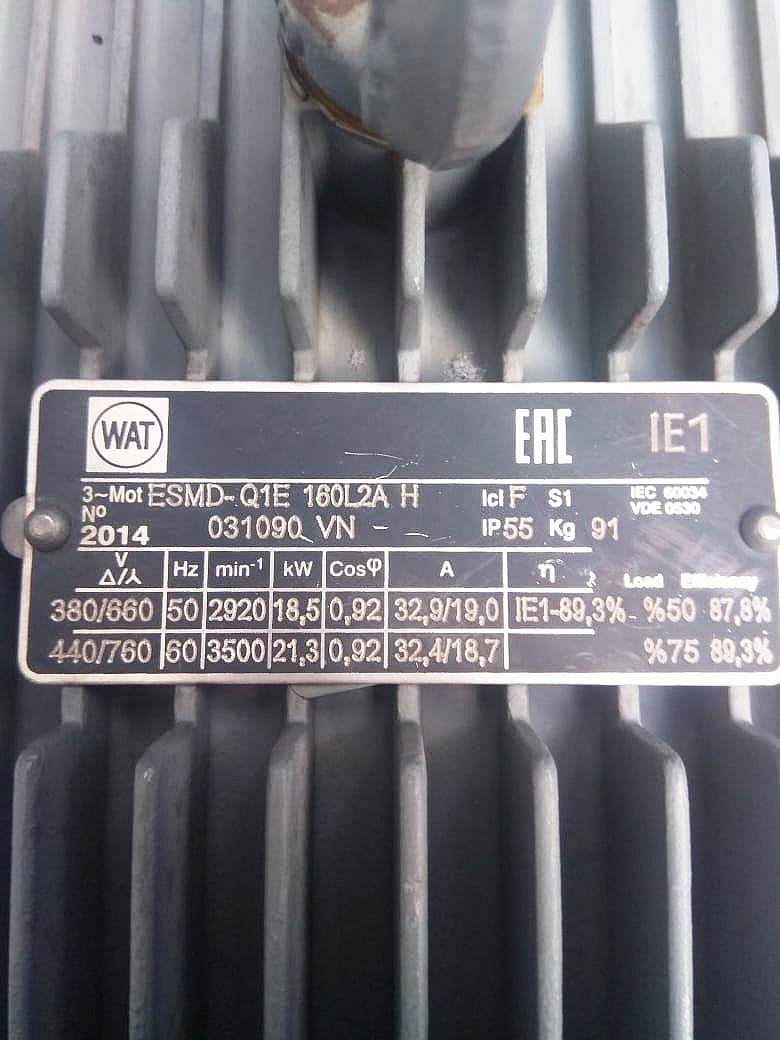 WAT
EAC IE1
3~Mot ESMD-Q1E 160L2A H Icl F S1 IEC 60034
VDE 0530
Nº
2014 031090 VN - IP 55 Kg 91
V
Δ/⅄ Hz min-1 kW Cosφ A η Load Efficiency
380/660 50 2920 18,5 0,92 32,9/19,0 IE1-89,3% - %50 87,8%
440/760 60 3500 21,3 0,92 32,4/18,7 %75 89,3%